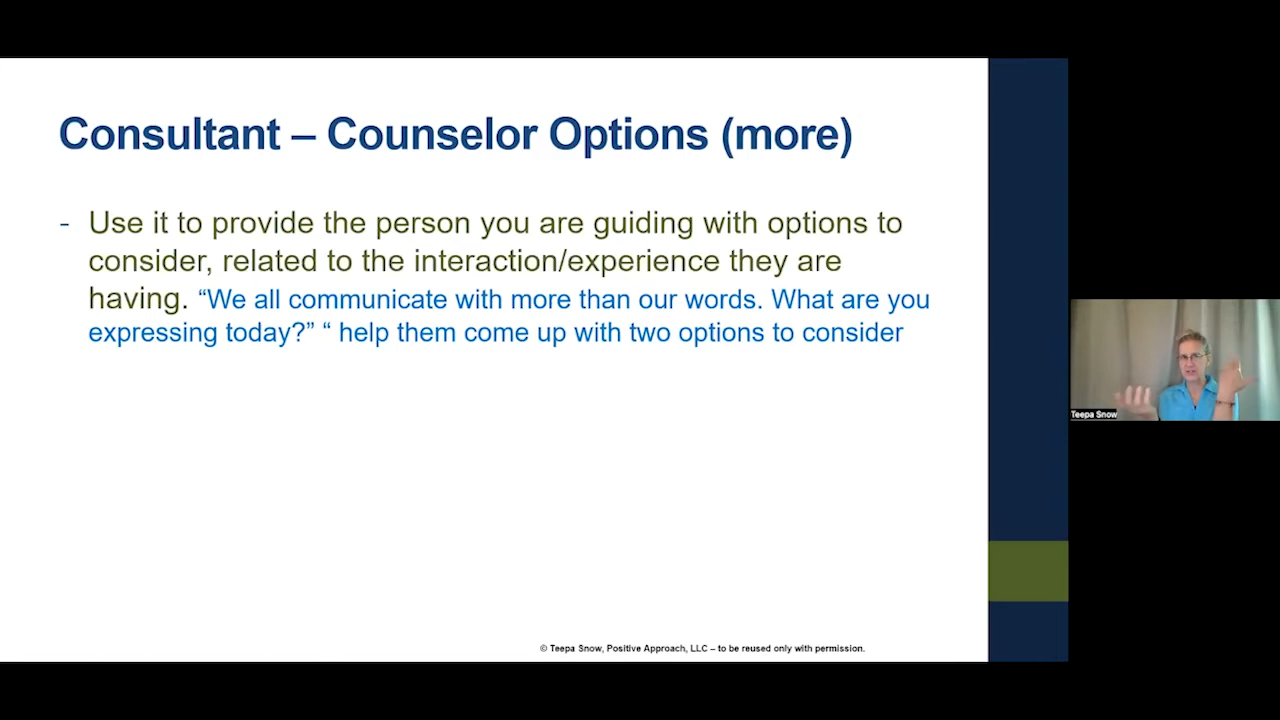 Consultant – Counselor Options (more)
- Use it to provide the person you are guiding with options to
consider, related to the interaction/experience they are
having. “We all communicate with more than our words. What are you
expressing today?” “ help them come up with two options to consider
Teepa Snow
© Teepa Snow, Positive Approach, LLC – to be reused only with permission.